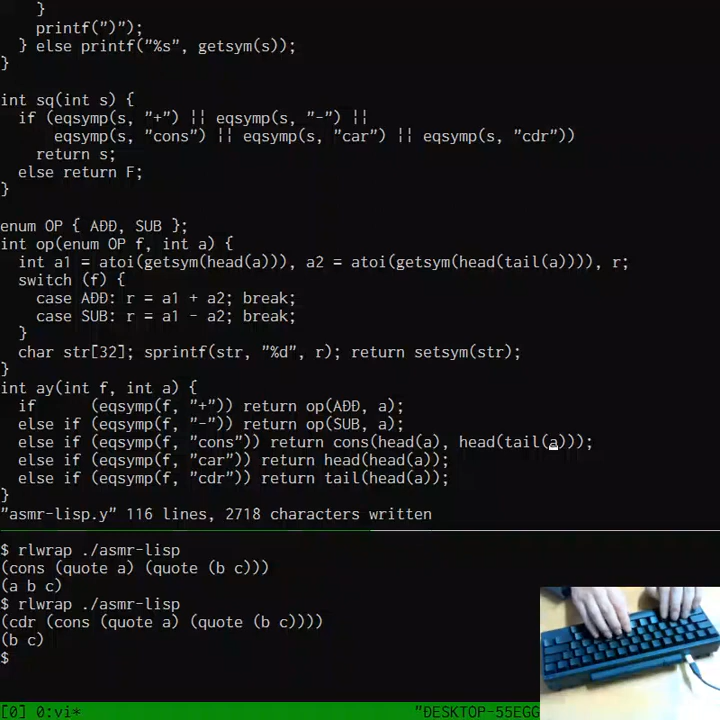 }
    printf(")");
  } else printf("%s", getsym(s));
}

int sq(int s) {
  if (eqsymp(s, "+") || eqsymp(s, "-") ||
      eqsymp(s, "cons") || eqsymp(s, "car") || eqsymp(s, "cdr"))
    return s;
  else return F;
}

enum OP { ADD, SUB };
int op(enum OP f, int a) {
  int a1 = atoi(getsym(head(a))), a2 = atoi(getsym(head(tail(a)))), r;
  switch (f) {
    case ADD: r = a1 + a2; break;
    case SUB: r = a1 - a2; break;
  }
  char str[32]; sprintf(str, "%d", r); return setsym(str);
}
int ay(int f, int a) {
  if      (eqsymp(f, "+")) return op(ADD, a);
  else if (eqsymp(f, "-")) return op(SUB, a);
  else if (eqsymp(f, "cons")) return cons(head(a), head(tail(a)));
  else if (eqsymp(f, "car")) return head(head(a));
  else if (eqsymp(f, "cdr")) return tail(head(a));
}
"asmr-lisp.y" 116 lines, 2718 characters written
$ rlwrap ./asmr-lisp
(cons (quote a) (quote (b c)))
(a b c)
$ rlwrap ./asmr-lisp
(cdr (cons (quote a) (quote (b c))))
(b c)
$
[0] 0:vi* "DESKTOP-55EGG